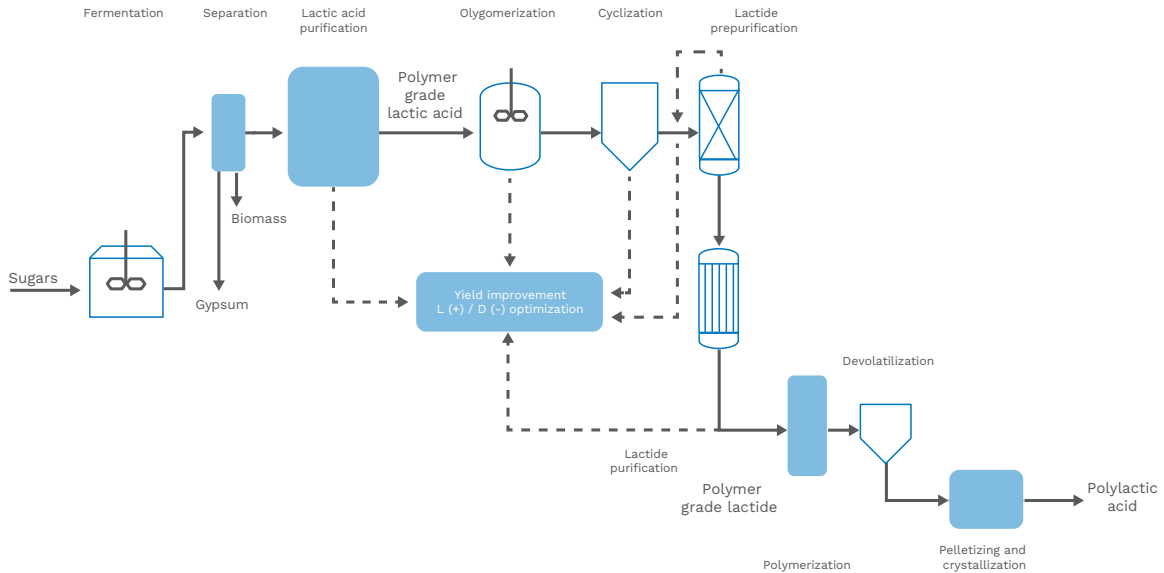 Fermentation
Separation
Lactic acid
purification
Olygomerization
Cyclization
Lactide
prepurification
Polymer
grade
lactic acid
Biomass
Sugars
Gypsum
Yield improvement
L (+) / D (-) optimization
Devolatilization
Lactide
purification
Polymer
grade lactide
Polylactic
acid
Pelletizing and
crystallization
Polymerization